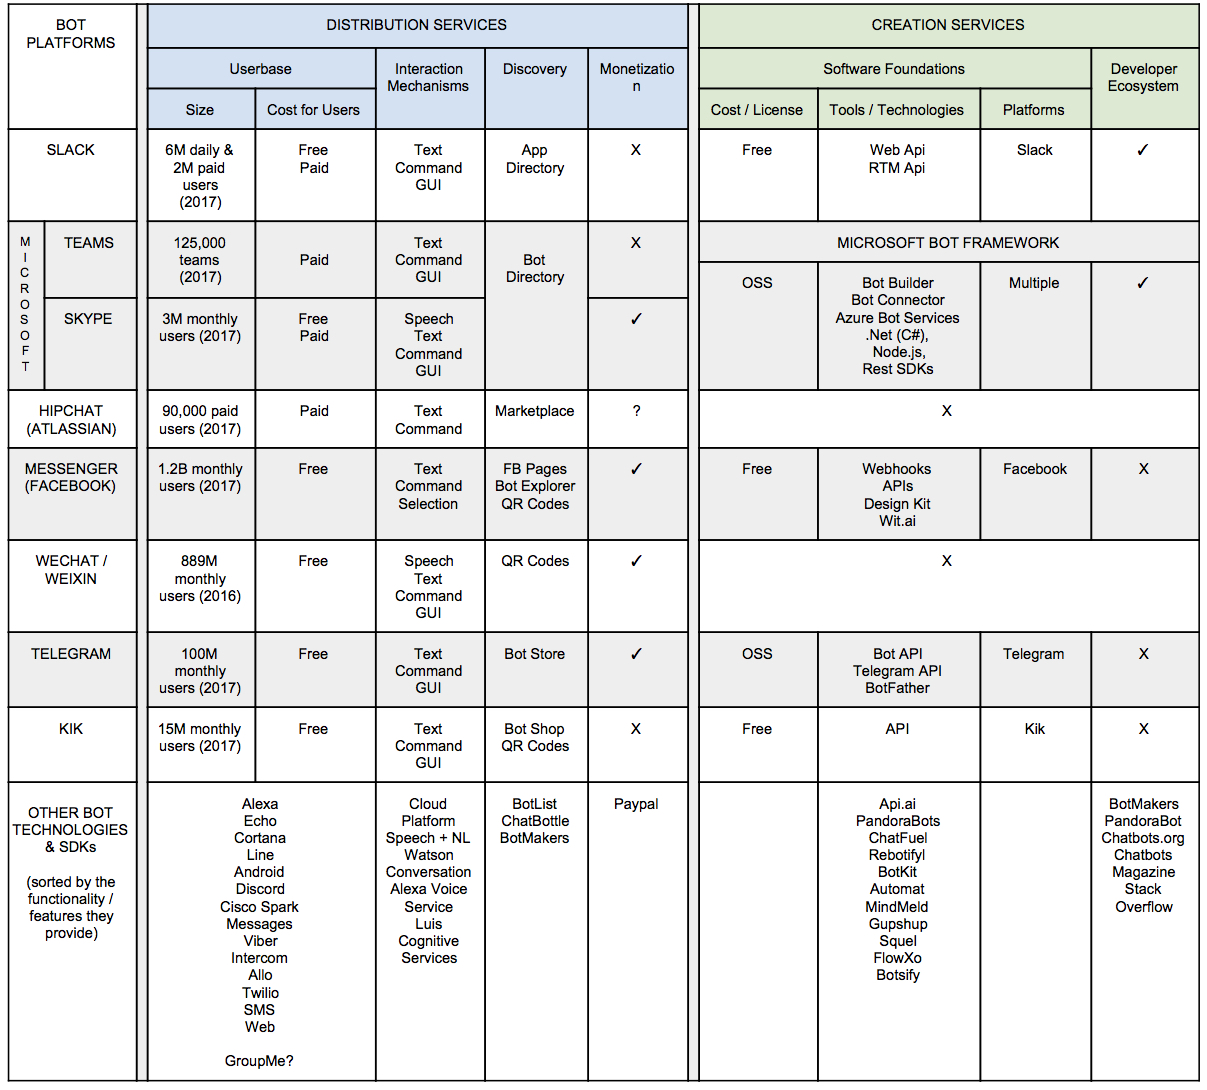 BOT
PLATFORMS
DISTRIBUTION SERVICES
CREATION SERVICES
Userbase
Interaction
Mechanisms
Discovery
Monetizatio
n
Software Foundations
Developer
Ecosystem
Size
Cost for Users
Cost / License
Tools / Technologies
Platforms
SLACK
6M daily &
2M paid
users
(2017)
Free
Paid
Text
Command
GUI
App
Directory
X
Free
Web Api
RTM Api
Slack
✓
M
I
C
R
O
S
O
F
T
TEAMS
125,000
teams
(2017)
Paid
Text
Command
GUI
Bot
Directory
X
MICROSOFT BOT FRAMEWORK
OSS
Bot Builder
Bot Connector
Azure Bot Services
.Net (C#),
Node.js,
Rest SDKs
Multiple
✓
SKYPE
3M monthly
users (2017)
Free
Paid
Speech
Text
Command
GUI
✓
HIPCHAT
(ATLASSIAN)
90,000 paid
users (2017)
Paid
Text
Command
Marketplace
?
X
MESSENGER
(FACEBOOK)
1.2B monthly
users (2017)
Free
Text
Command
Selection
FB Pages
Bot Explorer
QR Codes
✓
Free
Webhooks
APIs
Design Kit
Wit.ai
Facebook
X
WECHAT /
WEIXIN
889M
monthly
users (2016)
Free
Speech
Text
Command
GUI
QR Codes
✓
X
TELEGRAM
100M
monthly
users (2017)
Free
Text
Command
GUI
Bot Store
✓
OSS
Bot API
Telegram API
BotFather
Telegram
X
KIK
15M monthly
users (2017)
Free
Text
Command
GUI
Bot Shop
QR Codes
X
Free
API
Kik
X
OTHER BOT
TECHNOLOGIES
& SDKs
(sorted by the
functionality /
features they
provide)
Alexa
Echo
Cortana
Line
Android
Discord
Cisco Spark
Messages
Viber
Intercom
Allo
Twilio
SMS
Web
GroupMe?
Cloud
Platform
Speech + NL
Watson
Conversation
Alexa Voice
Service
Luis
Cognitive
Services
BotList
ChatBottle
BotMakers
Paypal
Api.ai
PandoraBots
ChatFuel
Rebotifyl
BotKit
Automat
MindMeld
Gupshup
Squel
FlowXo
Botsify
BotMakers
PandoraBot
Chatbots.org
Chatbots
Magazine
Stack
Overflow